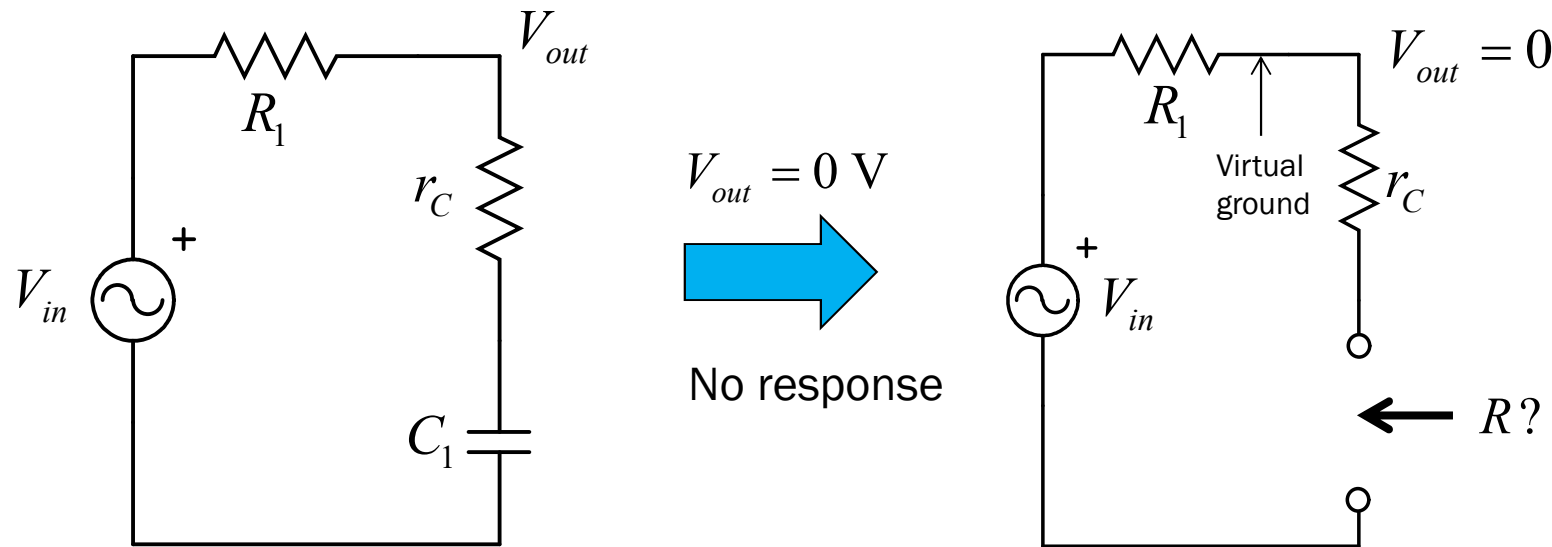 V_out
R_1
r_C
+
V_in
C_1
V_out = 0 V
No response
V_out = 0
R_1
Virtual
ground
r_C
+
V_in
R?